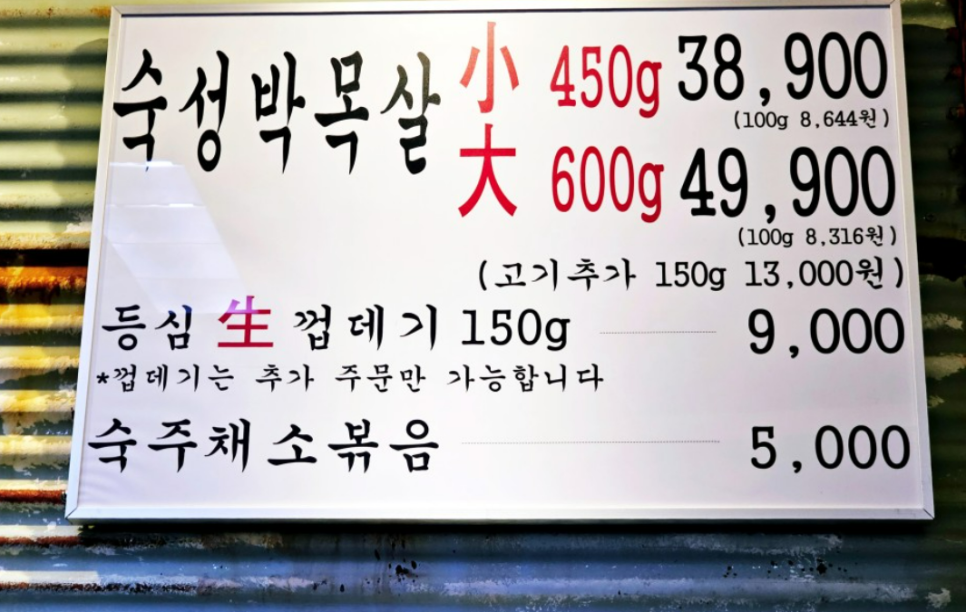 숙성박목살 小 450g 38,900
(100g 8,644원)
大 600g 49,900
(100g 8,316원)
(고기추가 150g 13,000원)
등심 生 껍데기 150g 9,000
*껍데기는 추가 주문만 가능합니다
숙주채소볶음 5,000